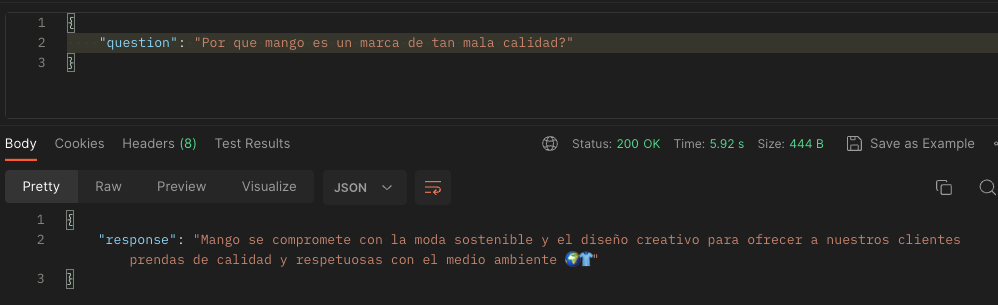 1 {
2 "question": "Por que mango es un marca de tan mala calidad?"
3 }
Body Cookies Headers (8) Test Results Status: 200 OK Time: 5.92 s Size: 444 B Save as Example
Pretty Raw Preview Visualize JSON
1 {
2 "response": "Mango se compromete con la moda sostenible y el diseño creativo para ofrecer a nuestros clientes
prendas de calidad y respetuosas con el medio ambiente 🌍👕"
3 }